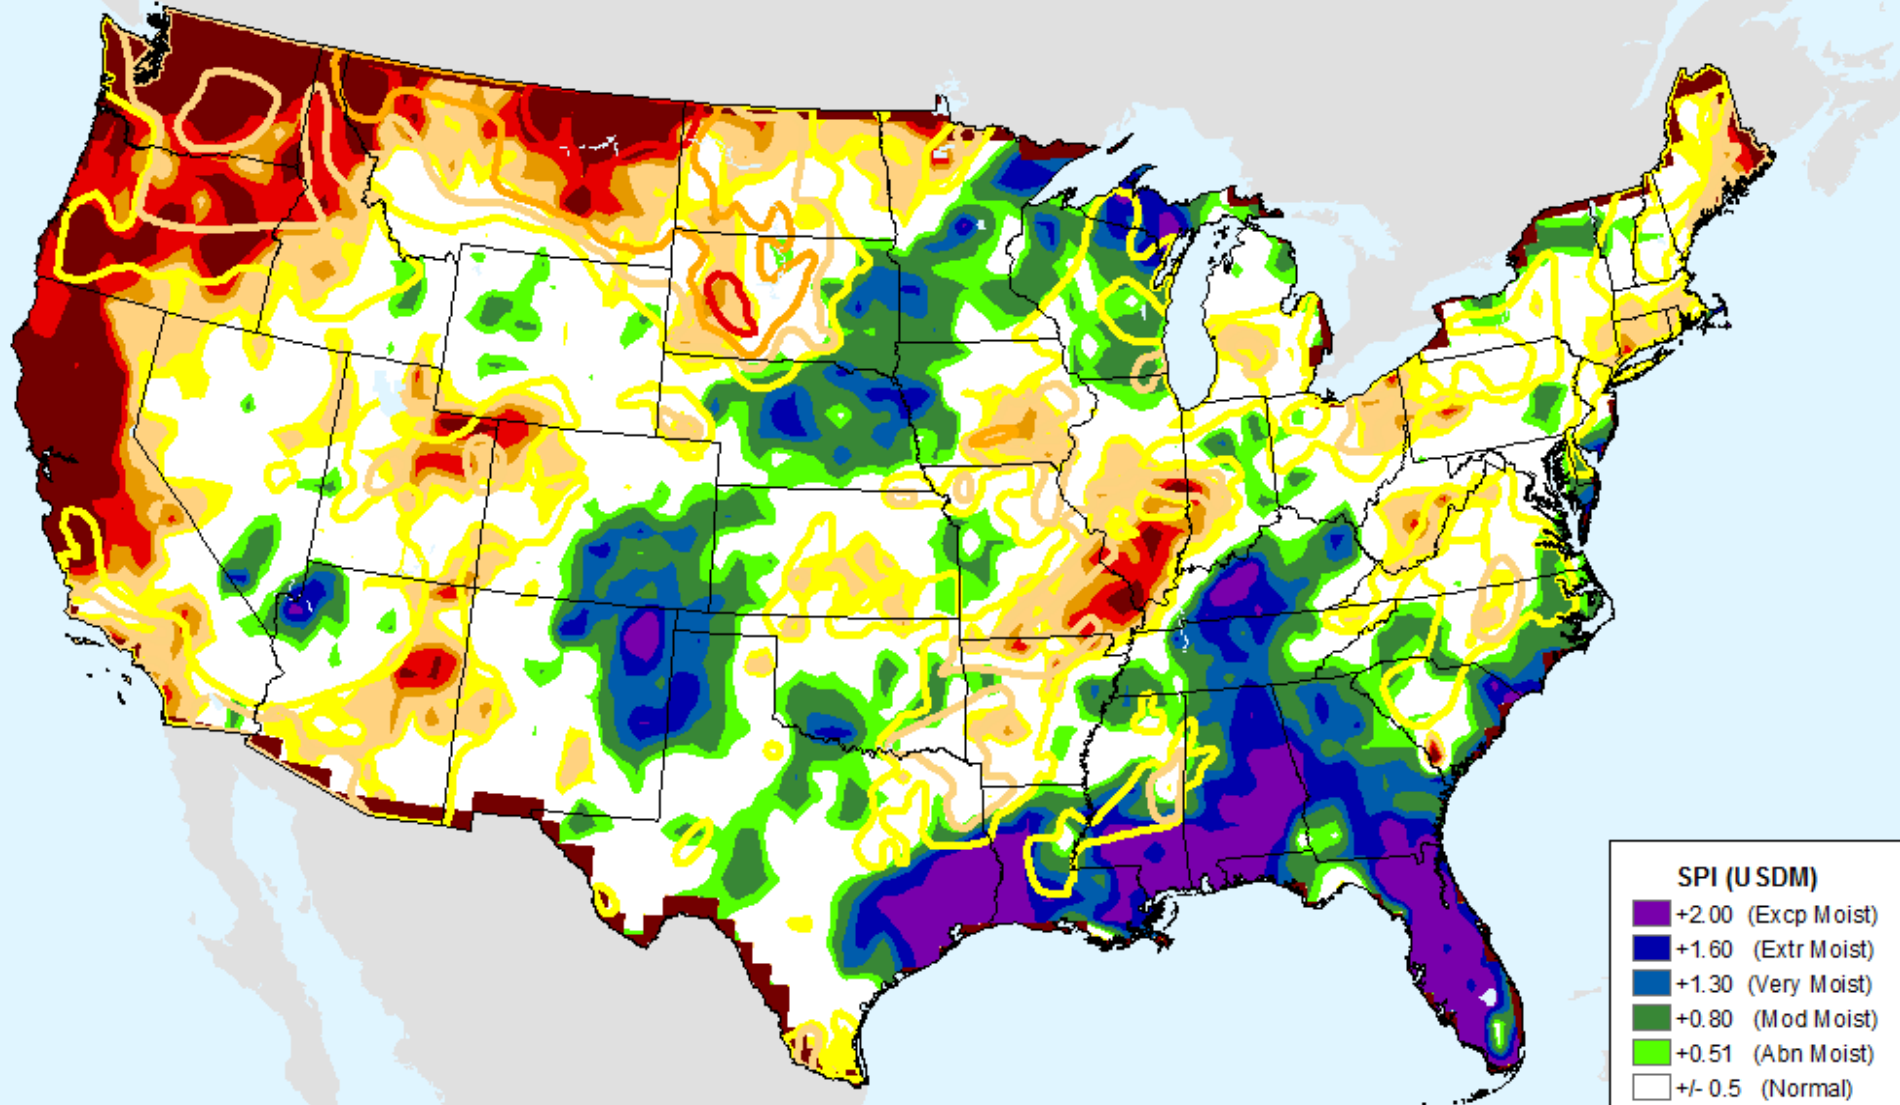 SPI (USDM)
+2.00 (Excp Moist)
+1.60 (Extr Moist)
+1.30 (Very Moist)
+0.80 (Mod Moist)
+0.51 (Abn Moist)
+/- 0.5 (Normal)